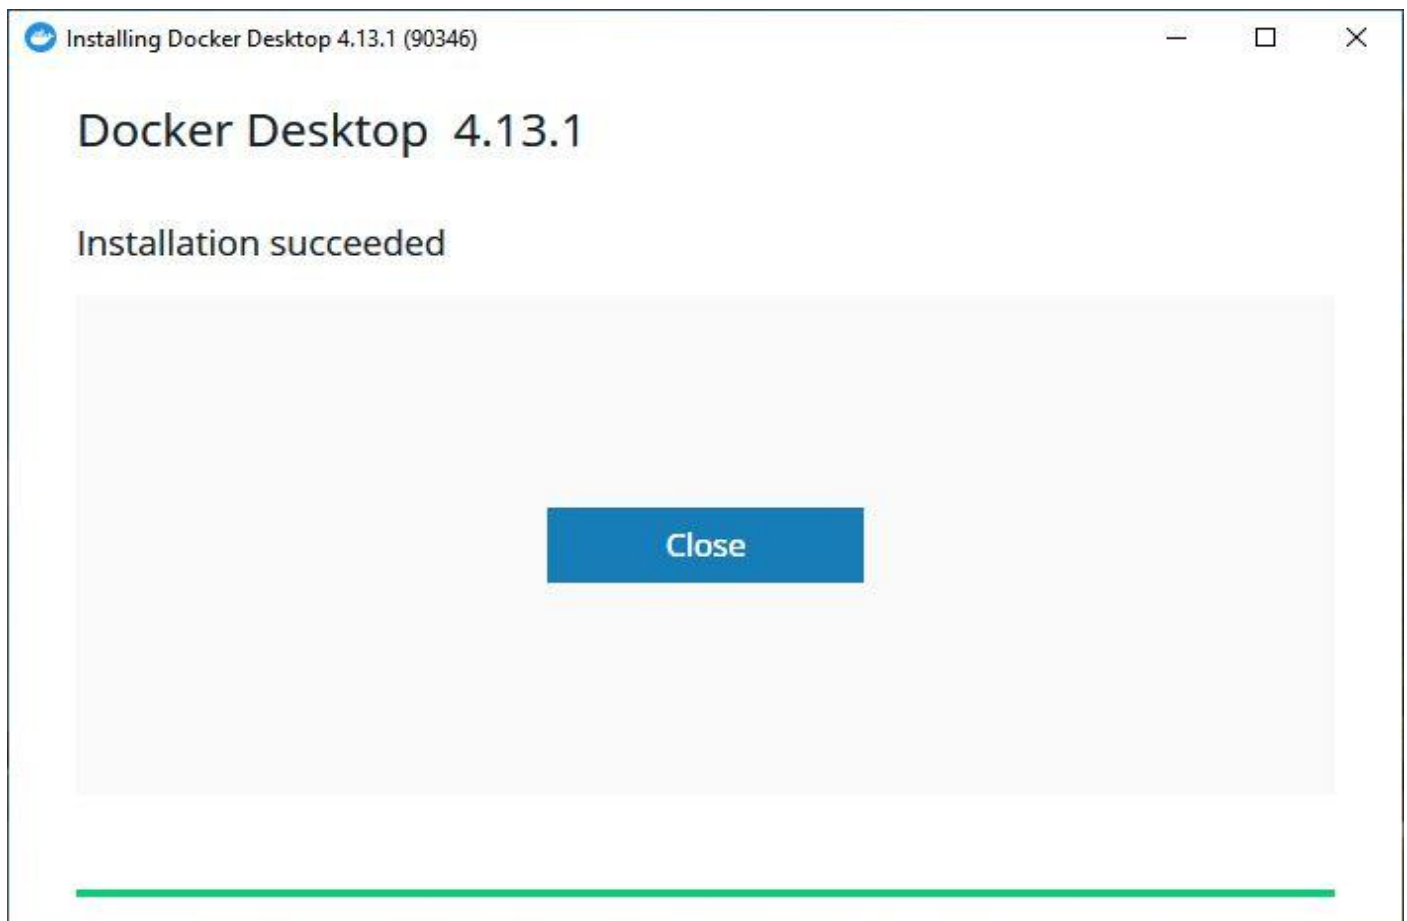 Installing Docker Desktop 4.13.1 (90346)
Docker Desktop 4.13.1
Installation succeeded
Close